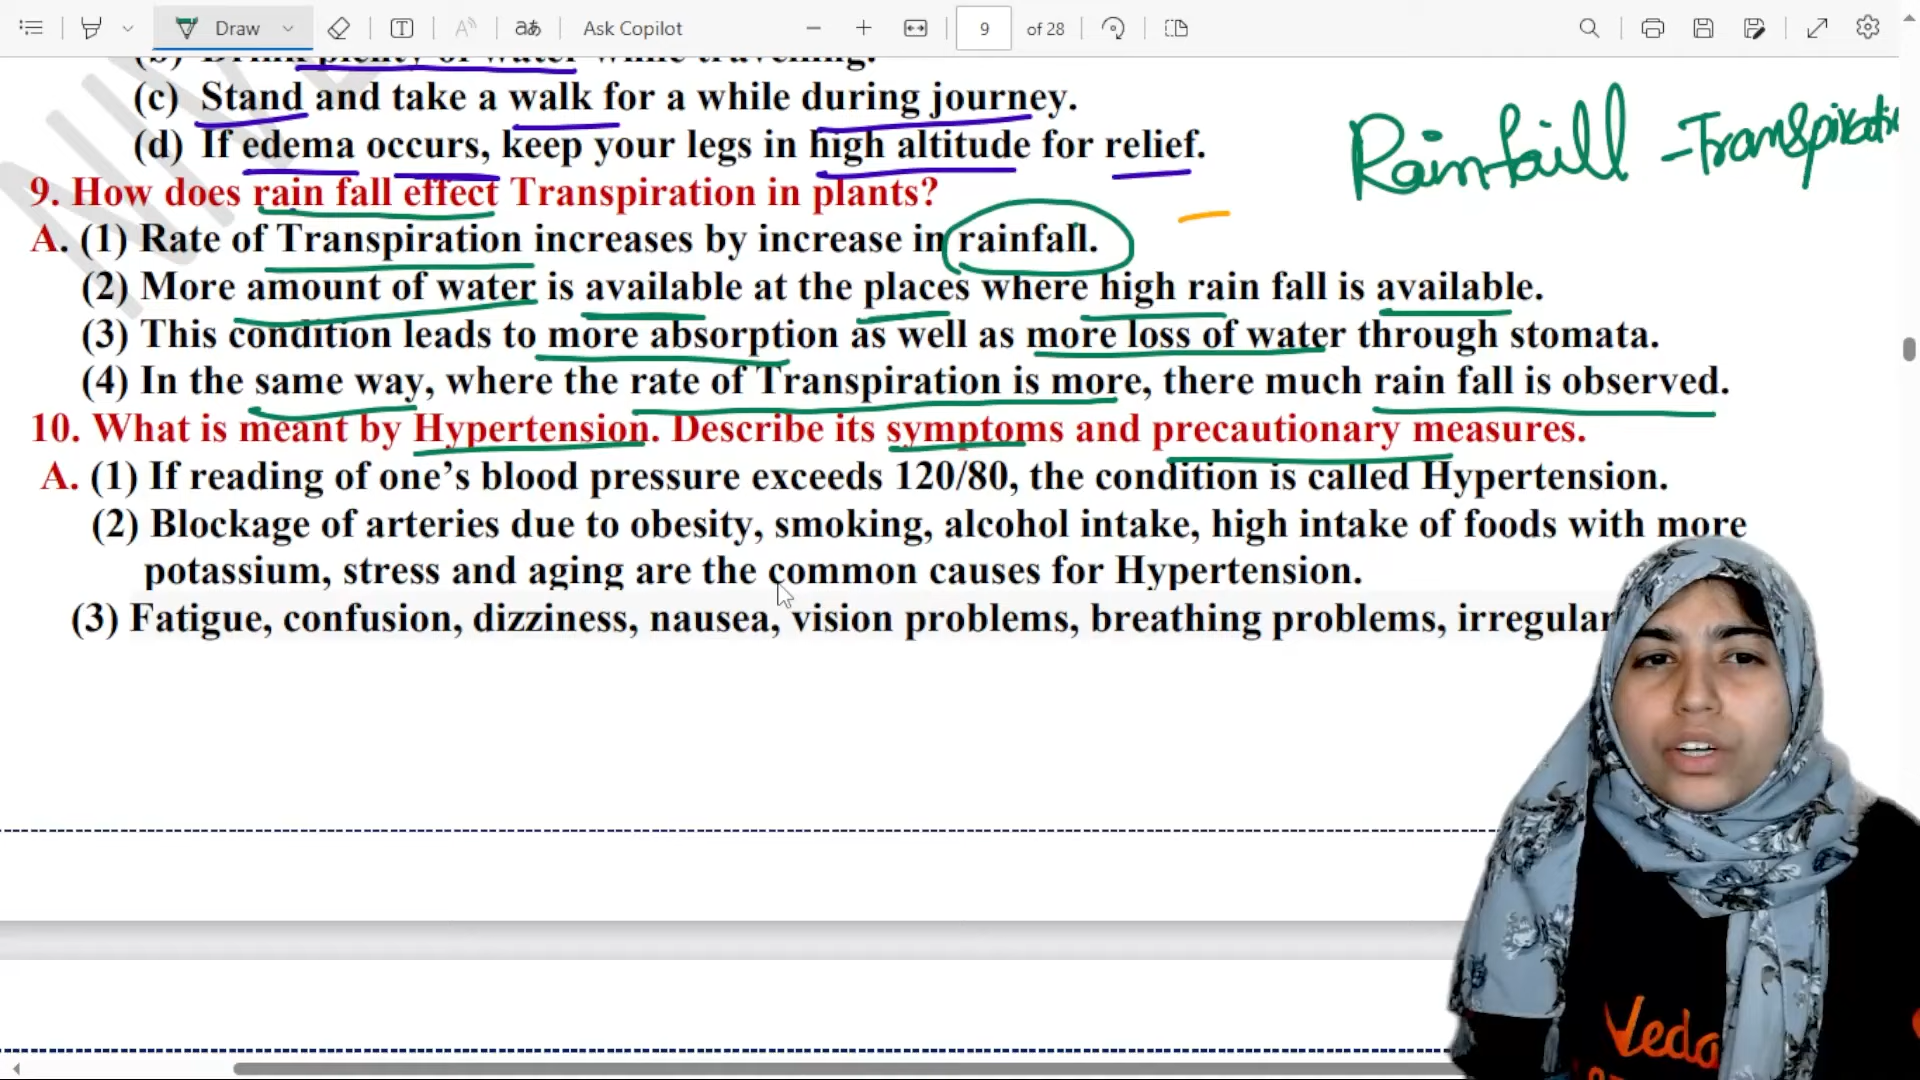 Draw
Ask Copilot
9
of 28
(b) Drink plenty of water while travelling.
(c) Stand and take a walk for a while during journey.
(d) If edema occurs, keep your legs in high altitude for relief.
Rainfaill - Transpiratio
9. How does rain fall effect Transpiration in plants?
A. (1) Rate of Transpiration increases by increase in rainfall.
(2) More amount of water is available at the places where high rain fall is available.
(3) This condition leads to more absorption as well as more loss of water through stomata.
(4) In the same way, where the rate of Transpiration is more, there much rain fall is observed.
10. What is meant by Hypertension. Describe its symptoms and precautionary measures.
A. (1) If reading of one's blood pressure exceeds 120/80, the condition is called Hypertension.
(2) Blockage of arteries due to obesity, smoking, alcohol intake, high intake of foods with more
potassium, stress and aging are the common causes for Hypertension.
(3) Fatigue, confusion, dizziness, nausea, vision problems, breathing problems, irregular
Veda